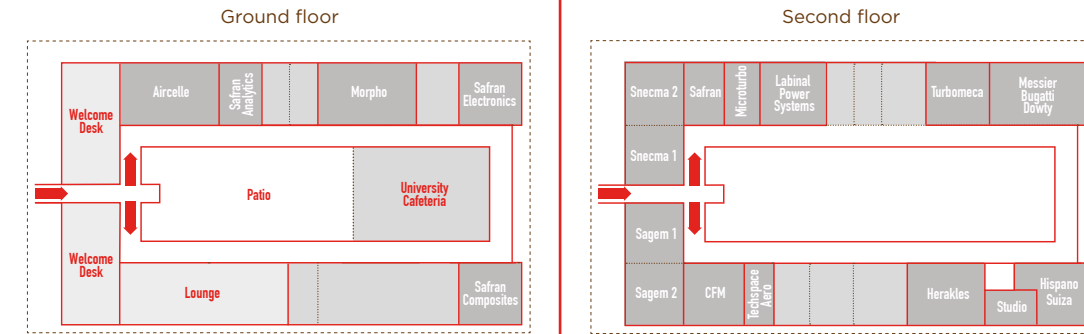 Ground floor
Aircelle
Safran
Analytics
Morpho
Safran
Electronics
Welcome
Desk
Patio
University
Cafeteria
Welcome
Desk
Lounge
Safran
Composites
Second floor
Snecma 2
Safran
Microturbo
Labinal
Power
Systems
Turbomeca
Messier
Bugatti
Dowty
Snecma 1
Sagem 1
Sagem 2
CFM
Techspace
Aero
Herakles
Studio
Hispano
Suiza